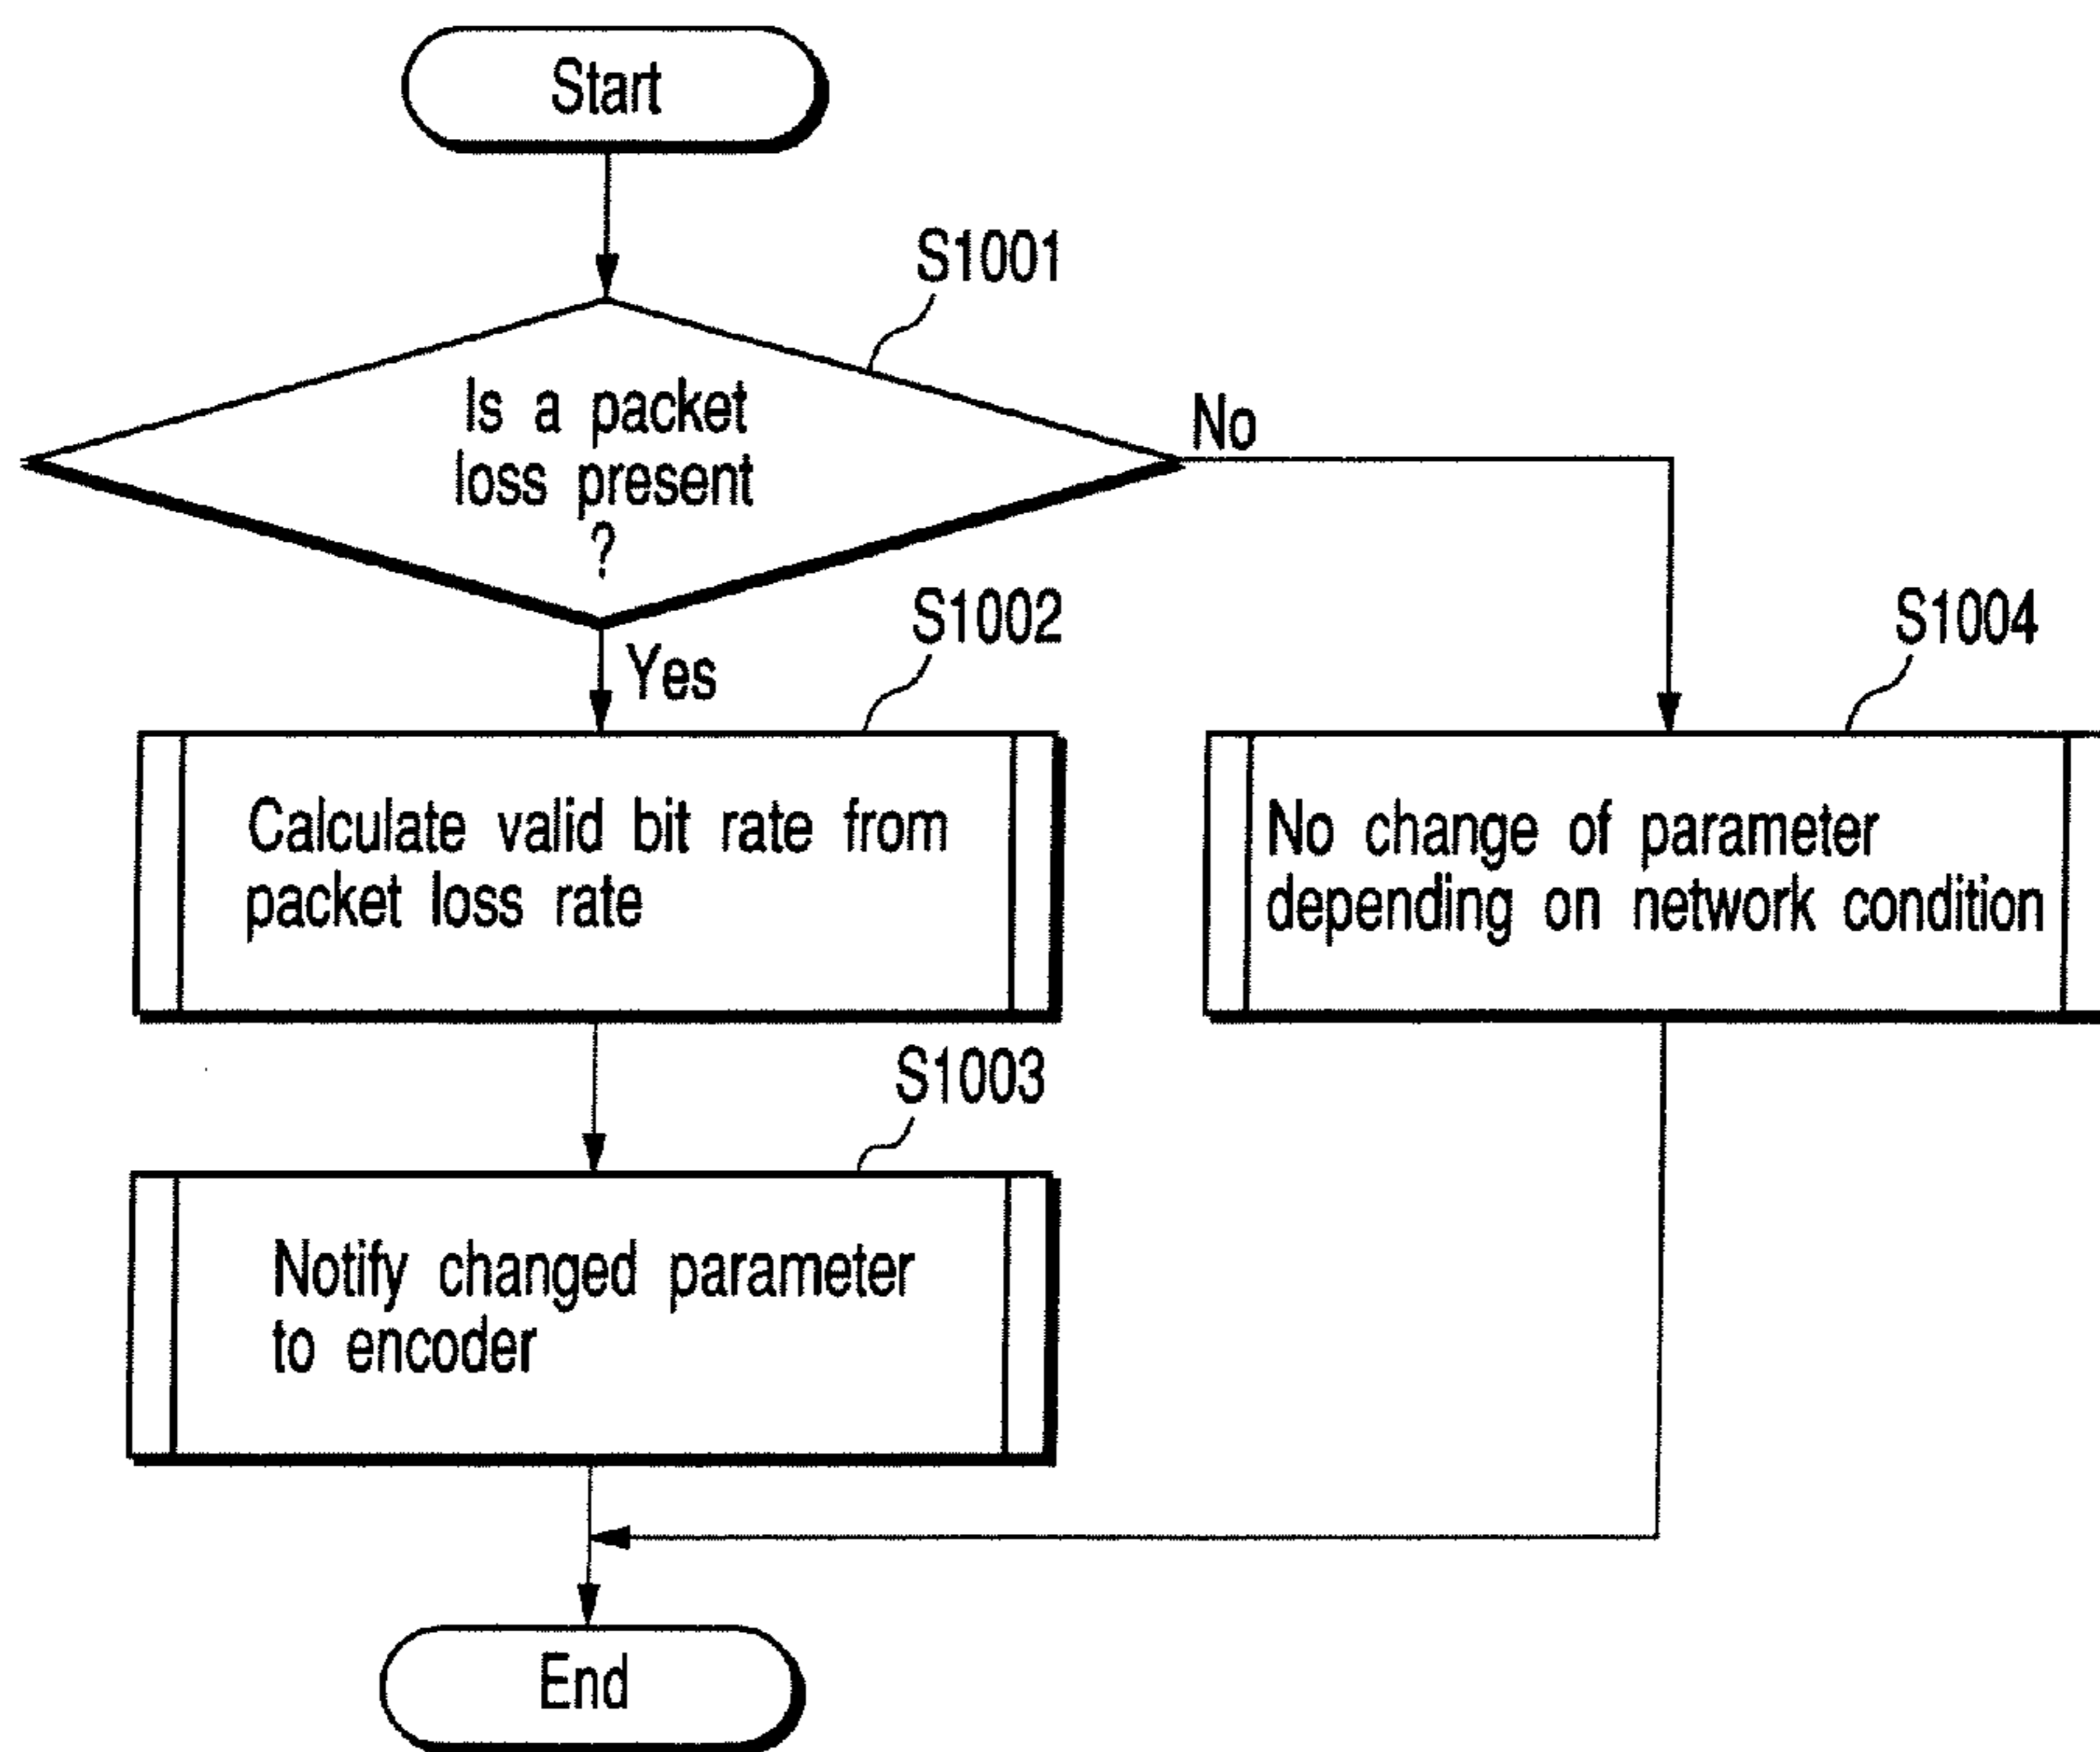 Start
S1001
Is a packet
loss present
?
No
Yes
S1002
Calculate valid bit rate from
packet loss rate
S1004
No change of parameter
depending on network condition
S1003
Notify changed parameter
to encoder
End